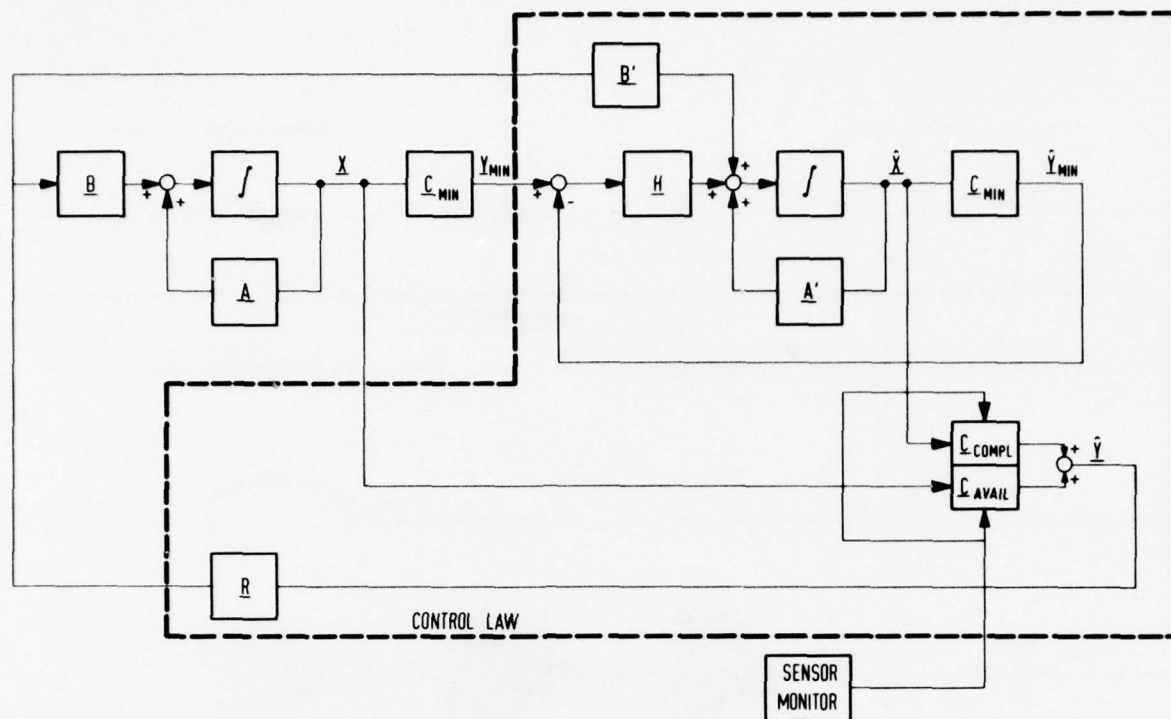 B'
B
+
+
∫
X
C MIN
Y MIN
-
H
+
+
+
∫
X̂
C MIN
Ŷ MIN
A
A'
C COMPL
C AVAIL
+
+
Ŷ
R
CONTROL LAW
SENSOR
MONITOR